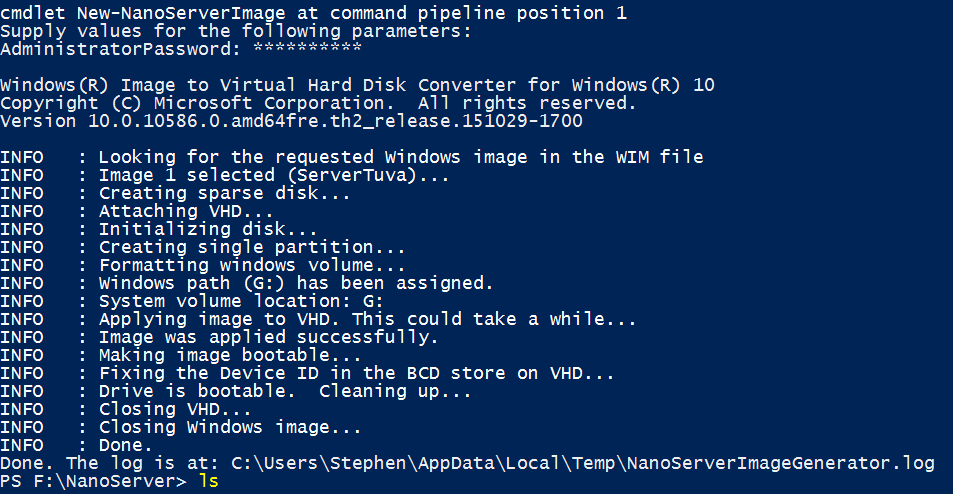 cmdlet New-NanoServerImage at command pipeline position 1
Supply values for the following parameters:
AdministratorPassword: **********
Windows(R) Image to Virtual Hard Disk Converter for Windows(R) 10
Copyright (C) Microsoft Corporation.  All rights reserved.
Version 10.0.10586.0.amd64fre.th2_release.151029-1700
INFO   : Looking for the requested Windows image in the WIM file
INFO   : Image 1 selected (ServerTuva)...
INFO   : Creating sparse disk...
INFO   : Attaching VHD...
INFO   : Initializing disk...
INFO   : Creating single partition...
INFO   : Formatting windows volume...
INFO   : Windows path (G:) has been assigned.
INFO   : System volume location: G:
INFO   : Applying image to VHD. This could take a while...
INFO   : Image was applied successfully.
INFO   : Making image bootable...
INFO   : Fixing the Device ID in the BCD store on VHD...
INFO   : Drive is bootable.  Cleaning up...
INFO   : Closing VHD...
INFO   : Closing Windows image...
INFO   : Done.
Done. The log is at: C:\Users\Stephen\AppData\Local\Temp\NanoServerImageGenerator.log
PS F:\NanoServer> ls